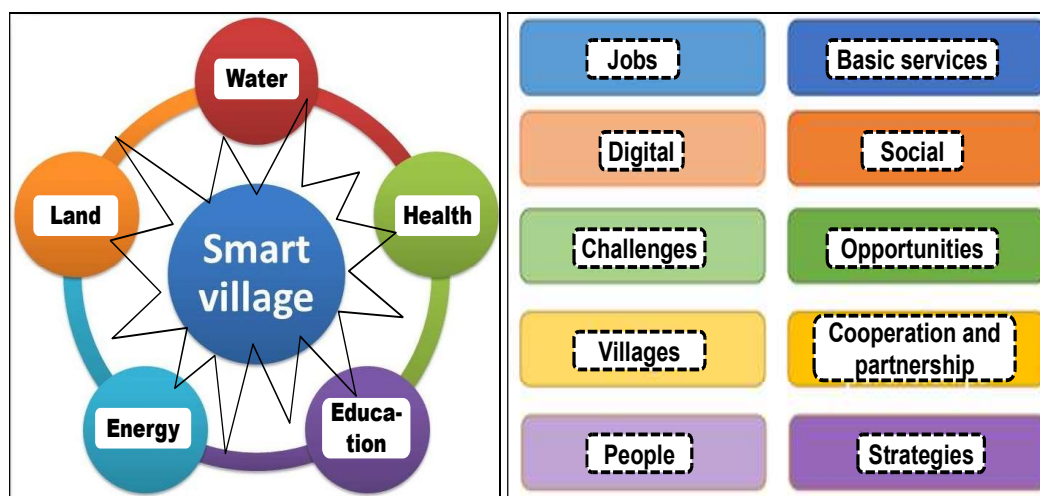 Water
Land
Health
Smart
village
Energy
Educa-
tion
Jobs
Basic services
Digital
Social
Challenges
Opportunities
Villages
Cooperation and
partnership
People
Strategies